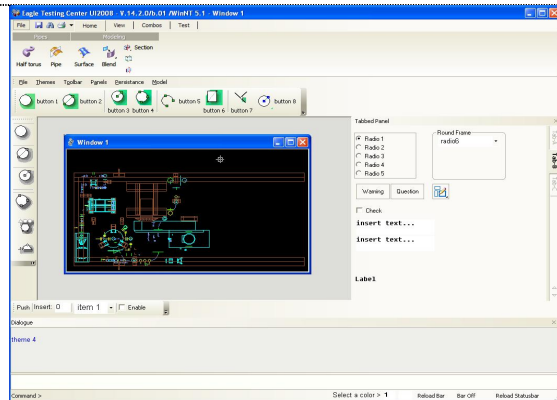 Eagle Testing Center UI2008 - V.14.2.0/b.01 /WinNT 5.1 - Window 1
File Home View Combos Text
Pipes Modeling
Half torus Pipe Surface Blend Section
File Themes Toolbar Panels Persistance Model
button 1 button 2 button 3 button 4 button 5 button 6 button 7 button 8
Window 1
Tabbed Panel
Radio 1
Radio 2
Radio 3
Radio 4
Radio 5
Round Frame
radio6
Tab-B
Tab-C
Warning Question
Check
insert text...
insert text...
Label
Push Insert: 0 item 1 Enable
Dialogue
theme 4
Command > Select a color > 1 Reload Bar Bar Off Reload Statusbar